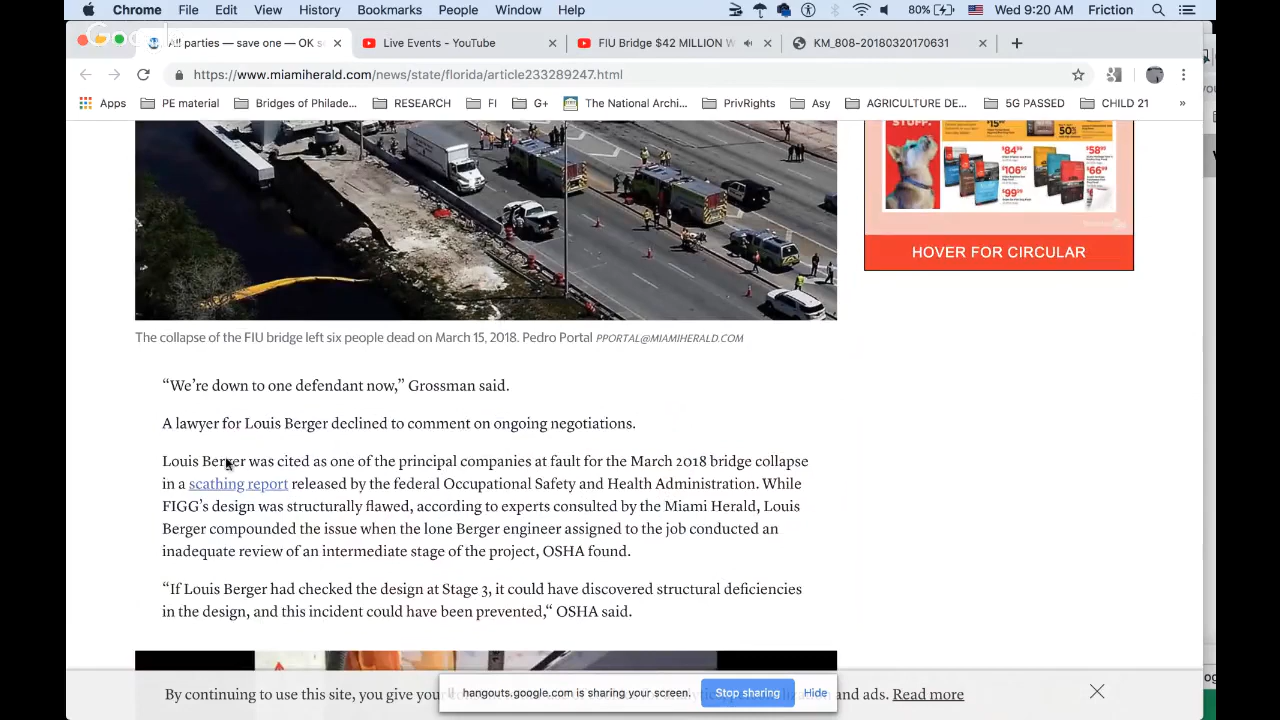 Chrome File Edit View History Bookmarks People Window Help 80% Wed 9:20 AM Friction
All parties — save one — OK se Live Events - YouTube FIU Bridge $42 MILLION W KM_808-20180320170631
https://www.miamiherald.com/news/state/florida/article233289247.html
Apps PE material Bridges of Philade... RESEARCH FI G+ The National Archi... PrivRights Asy AGRICULTURE DE... 5G PASSED CHILD 21 »
STUFF.
50%
$84⁹⁹
$58⁹⁹
$106⁹⁹
$66
$99
HOVER FOR CIRCULAR
The collapse of the FIU bridge left six people dead on March 15, 2018. Pedro Portal PPORTAL@MIAMIHERALD.COM
“We’re down to one defendant now,” Grossman said.
A lawyer for Louis Berger declined to comment on ongoing negotiations.
Louis Berger was cited as one of the principal companies at fault for the March 2018 bridge collapse
in a scathing report released by the federal Occupational Safety and Health Administration. While
FIGG’s design was structurally flawed, according to experts consulted by the Miami Herald, Louis
Berger compounded the issue when the lone Berger engineer assigned to the job conducted an
inadequate review of an intermediate stage of the project, OSHA found.
“If Louis Berger had checked the design at Stage 3, it could have discovered structural deficiencies
in the design, and this incident could have been prevented,“ OSHA said.
By continuing to use this site, you give your and ads. Read more
hangouts.google.com is sharing your screen. Stop sharing Hide